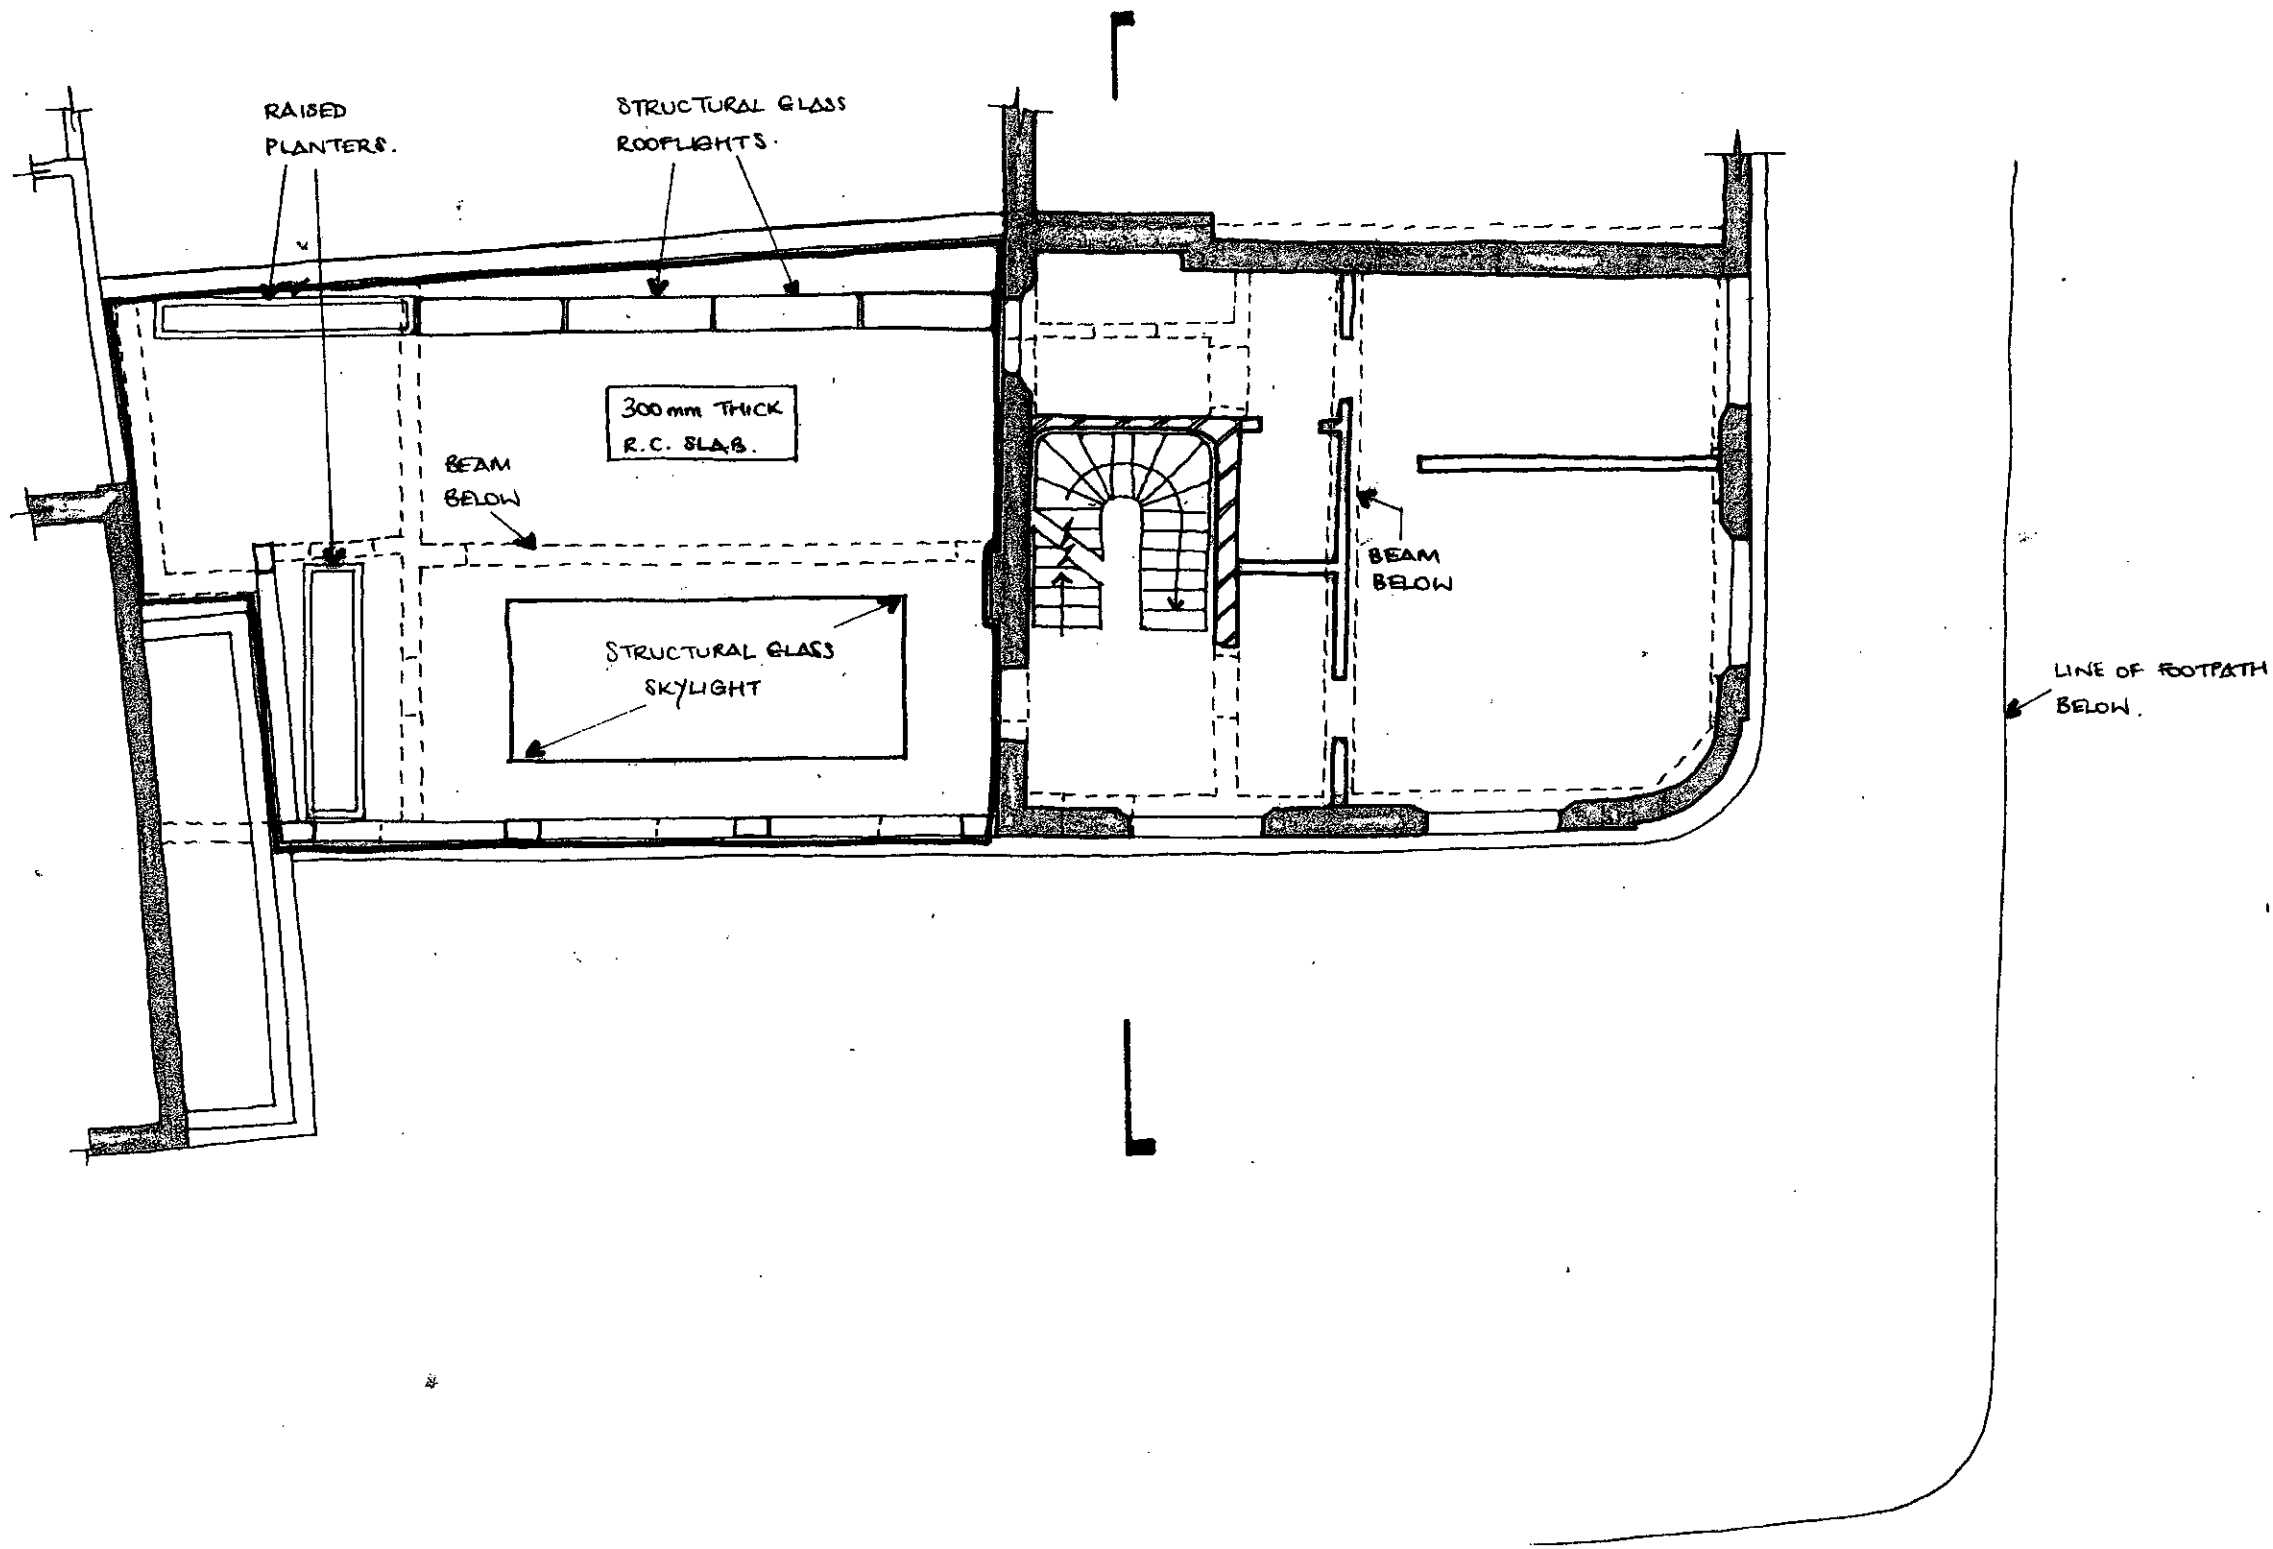 RAISED
PLANTERS.
STRUCTURAL GLASS
ROOFLIGHTS.
300mm THICK
R.C. SLAB.
BEAM
BELOW
BEAM
BELOW
STRUCTURAL GLASS
SKYLIGHT
LINE OF FOOTPATH
BELOW.